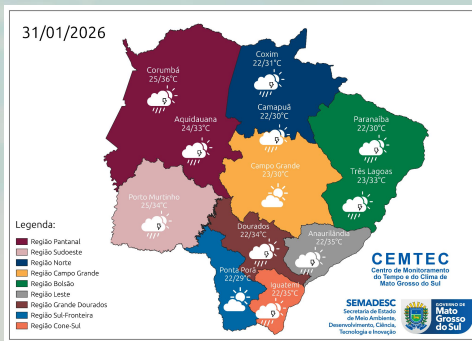 31/01/2026
Coxim
22/31°C
Corumbá
25/36°C
Camapuã
22/30°C
Aquidauana
24/33°C
Paranaíba
22/30°C
Campo Grande
23/30°C
Três Lagoas
23/33°C
Porto Murtinho
25/34°C
Dourados
22/34°C
Anaurilândia
22/35°C
Ponta Porã
22/29°C
Iguatemi
22/35°C
Legenda:
Região Pantanal
Região Sudoeste
Região Norte
Região Campo Grande
Região Bolsão
Região Leste
Região Grande Dourados
Região Sul-Fronteira
Região Cone-Sul
CEMTEC
Centro de Monitoramento
do Tempo e do Clima de
Mato Grosso do Sul
SEMADESC
Secretaria de Estado
de Meio Ambiente,
Desenvolvimento, Ciência,
Tecnologia e Inovação
GOVERNO DE
Mato
Grosso
do Sul